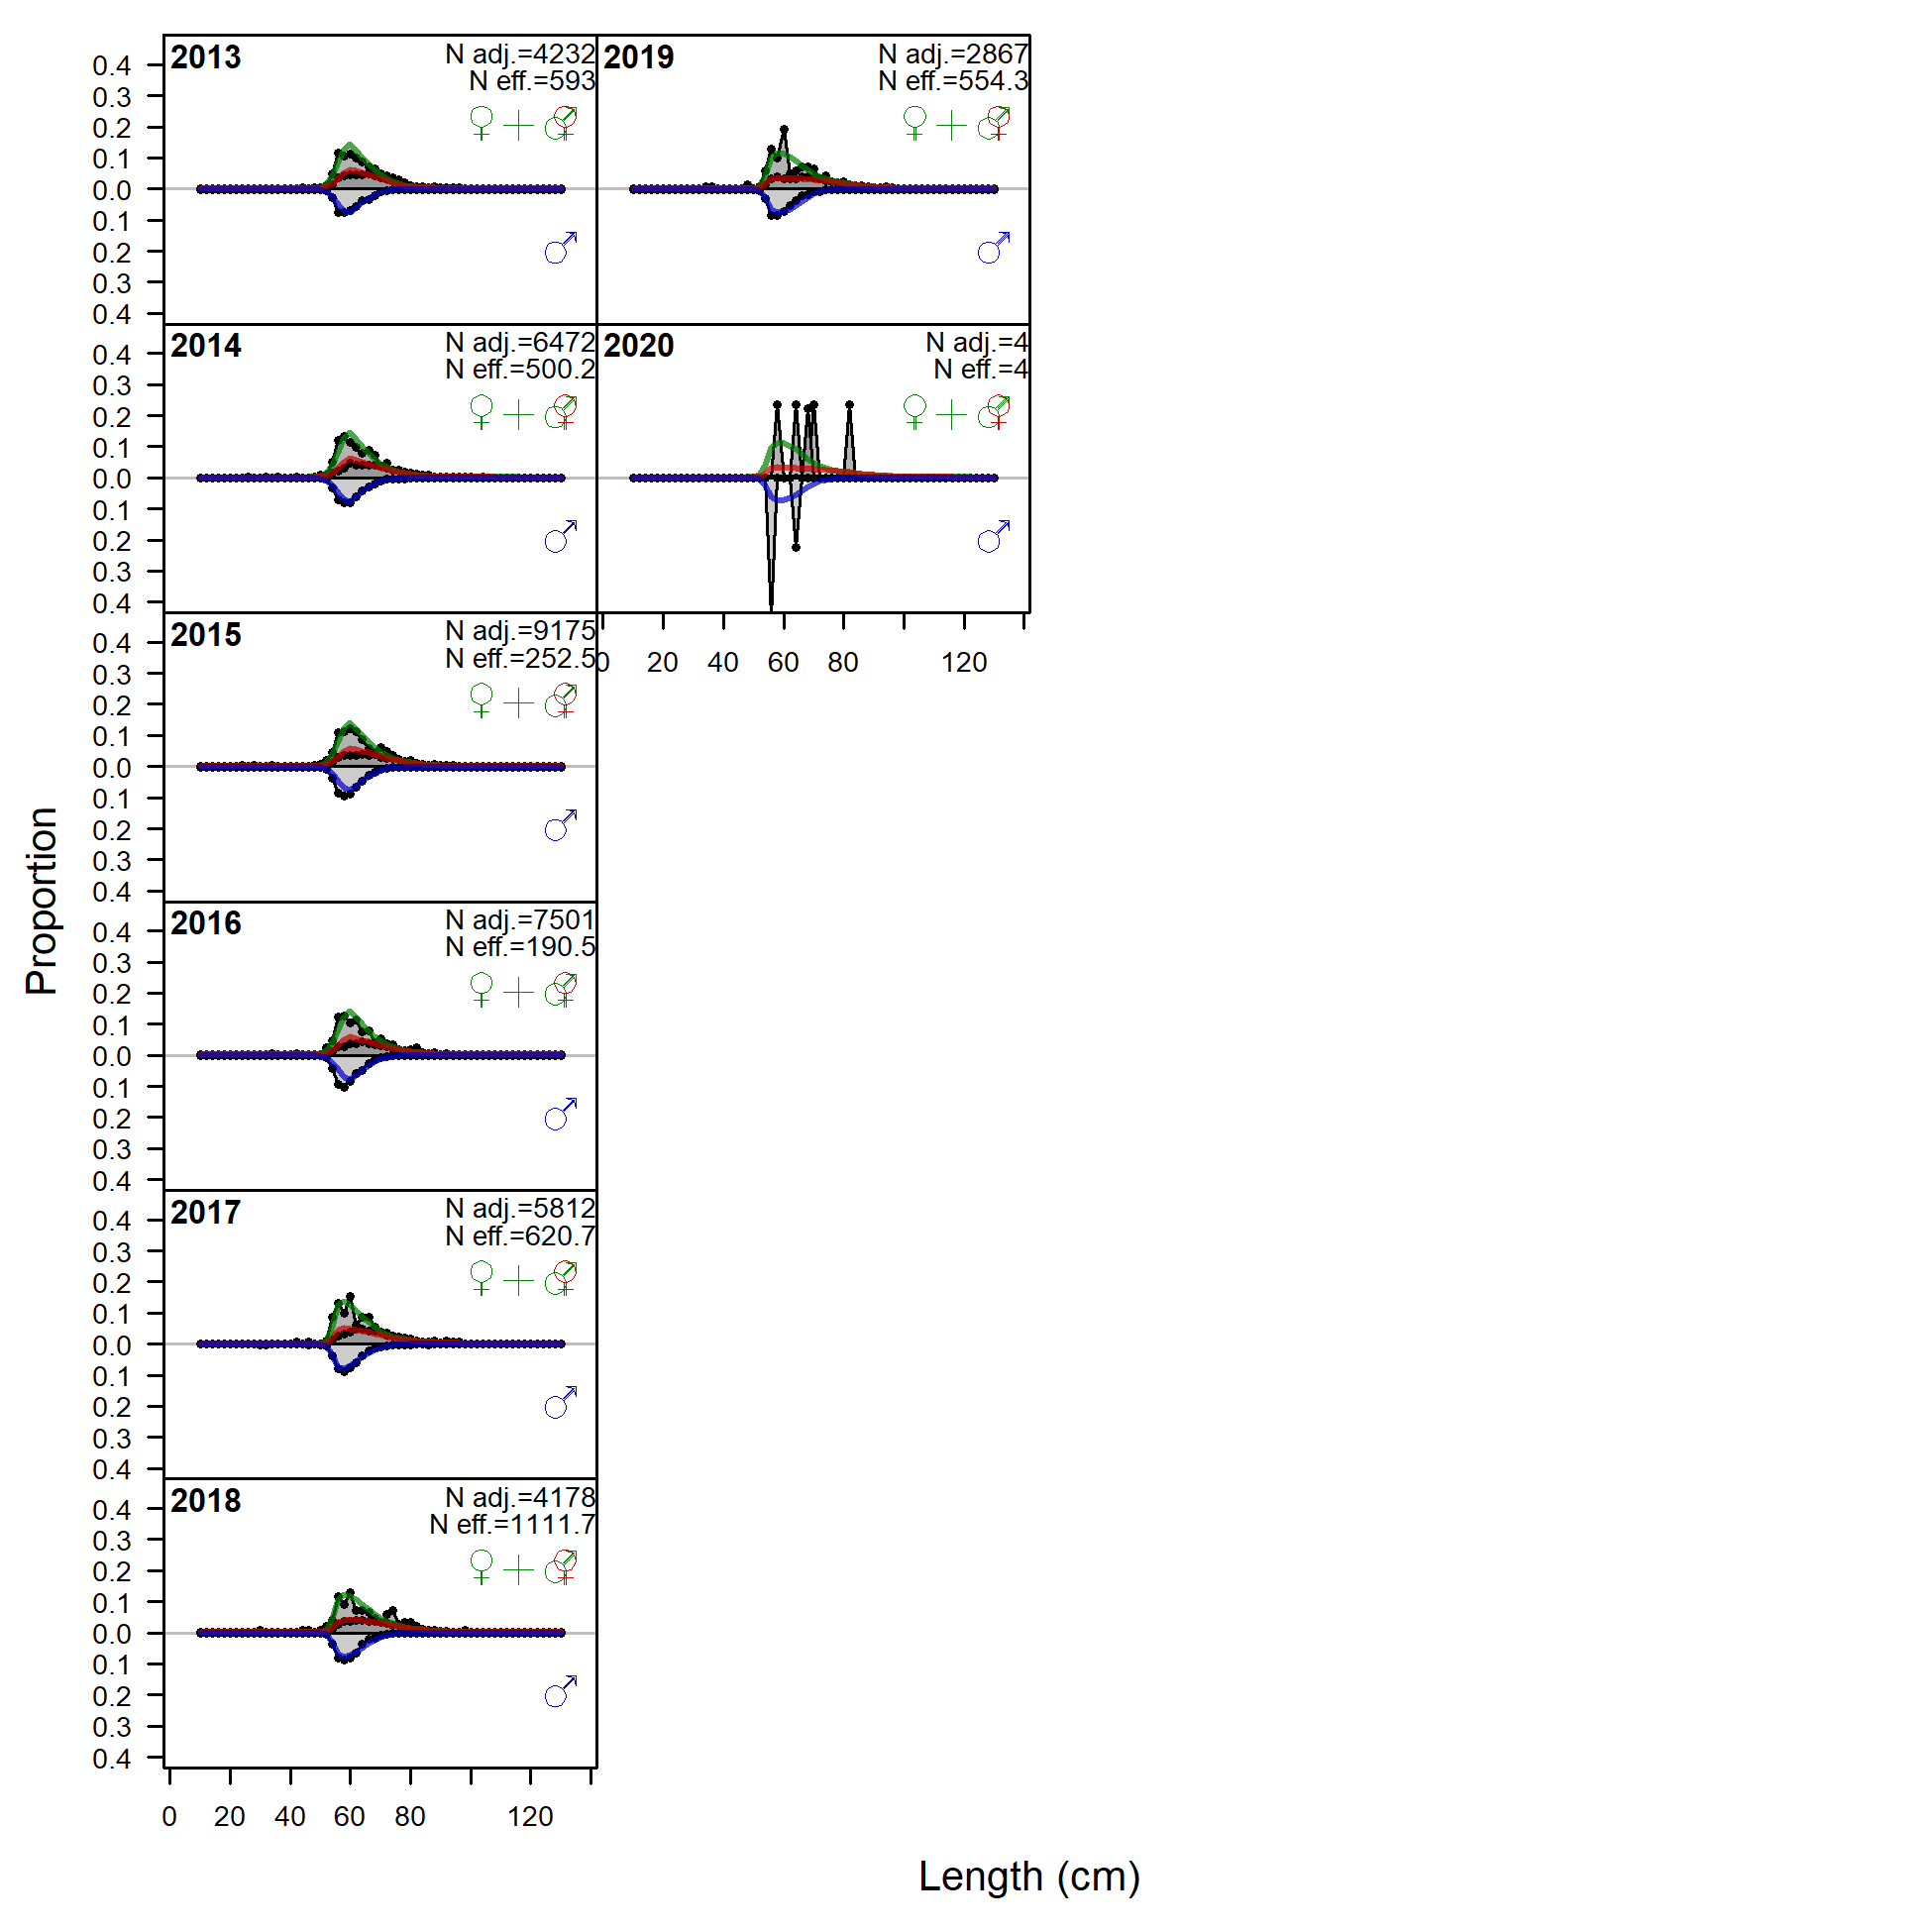 Proportion
2013
N adj.=4232
N eff.=593
♀ + ♂♀
♂
0.4
0.3
0.2
0.1
0.0
0.1
0.2
0.3
0.4
2014
N adj.=6472
N eff.=500.2
♀ + ♂♀
♂
0.4
0.3
0.2
0.1
0.0
0.1
0.2
0.3
0.4
2015
N adj.=9175
N eff.=252.5
♀ + ♂♀
♂
0.4
0.3
0.2
0.1
0.0
0.1
0.2
0.3
0.4
2016
N adj.=7501
N eff.=190.5
♀ + ♂♀
♂
0.4
0.3
0.2
0.1
0.0
0.1
0.2
0.3
0.4
2017
N adj.=5812
N eff.=620.7
♀ + ♂♀
♂
0.4
0.3
0.2
0.1
0.0
0.1
0.2
0.3
0.4
2018
N adj.=4178
N eff.=1111.7
♀ + ♂♀
♂
0.4
0.3
0.2
0.1
0.0
0.1
0.2
0.3
0.4
0 20 40 60 80 120
2019
N adj.=2867
N eff.=554.3
♀ + ♂♀
♂
2020
N adj.=4
N eff.=4
♀ + ♂♀
♂
0 20 40 60 80 120
Length (cm)